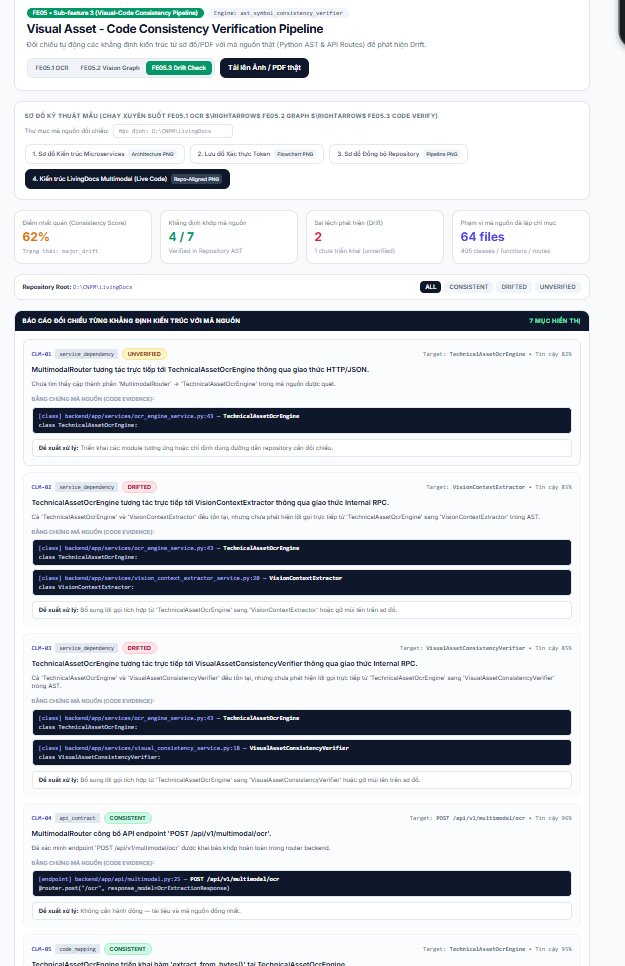 FE05 • Sub-feature 3 (Visual-Code Consistency Pipeline) Engine: ast_symbol_consistency_verifier
Visual Asset - Code Consistency Verification Pipeline
Đối chiếu tự động các khẳng định kiến trúc từ sơ đồ/PDF với mã nguồn thật (Python AST & API Routes) để phát hiện Drift.
FE05.1 OCR FE05.2 Vision Graph FE05.3 Drift Check Tải lên Ảnh / PDF thật
SƠ ĐỒ KỸ THUẬT MẪU (CHẠY XUYÊN SUỐT FE05.1 OCR $\RIGHTARROW$ FE05.2 GRAPH $\RIGHTARROW$ FE05.3 CODE VERIFY)
Thư mục mã nguồn đối chiếu: Mặc định: D:\CNPM\LivingDocs
1. Sơ đồ Kiến trúc Microservices Architecture PNG 2. Lưu đồ Xác thực Token Flowchart PNG 3. Sơ đồ Đồng bộ Repository Pipeline PNG
4. Kiến trúc LivingDocs Multimodal (Live Code) Repo-Aligned PNG
Điểm nhất quán (Consistency Score)
62%
Trạng thái: major_drift
Khẳng định khớp mã nguồn
4 / 7
Verified in Repository AST
Sai lệch phát hiện (Drift)
2
1 chưa triển khai (unverified)
Phạm vi mã nguồn đã lập chỉ mục
64 files
405 classes / functions / routes
Repository Root: D:\CNPM\LivingDocs ALL CONSISTENT DRIFTED UNVERIFIED
BÁO CÁO ĐỐI CHIẾU TỪNG KHẲNG ĐỊNH KIẾN TRÚC VỚI MÃ NGUỒN 7 MỤC HIỂN THỊ
CLM-01 service_dependency UNVERIFIED Target: TechnicalAssetOcrEngine • Tin cậy 82%
MultimodalRouter tương tác trực tiếp tới TechnicalAssetOcrEngine thông qua giao thức HTTP/JSON.
Chưa tìm thấy cặp thành phần 'MultimodalRouter' → 'TechnicalAssetOcrEngine' trong mã nguồn được quét.
BẰNG CHỨNG MÃ NGUỒN (CODE EVIDENCE):
[class] backend/app/services/ocr_engine_service.py:43 — TechnicalAssetOcrEngine
class TechnicalAssetOcrEngine:
Đề xuất xử lý: Triển khai các module tương ứng hoặc chỉ định đúng đường dẫn repository cần đối chiếu.
CLM-02 service_dependency DRIFTED Target: VisionContextExtractor • Tin cậy 85%
TechnicalAssetOcrEngine tương tác trực tiếp tới VisionContextExtractor thông qua giao thức Internal RPC.
Cả 'TechnicalAssetOcrEngine' và 'VisionContextExtractor' đều tồn tại, nhưng chưa phát hiện lời gọi trực tiếp từ 'TechnicalAssetOcrEngine' sang 'VisionContextExtractor' trong AST.
BẰNG CHỨNG MÃ NGUỒN (CODE EVIDENCE):
[class] backend/app/services/ocr_engine_service.py:43 — TechnicalAssetOcrEngine
class TechnicalAssetOcrEngine:
[class] backend/app/services/vision_context_extractor_service.py:20 — VisionContextExtractor
class VisionContextExtractor:
Đề xuất xử lý: Bổ sung lời gọi tích hợp từ 'TechnicalAssetOcrEngine' sang 'VisionContextExtractor' hoặc gỡ mũi tên trên sơ đồ.
CLM-03 service_dependency DRIFTED Target: VisualAssetConsistencyVerifier • Tin cậy 85%
TechnicalAssetOcrEngine tương tác trực tiếp tới VisualAssetConsistencyVerifier thông qua giao thức Internal RPC.
Cả 'TechnicalAssetOcrEngine' và 'VisualAssetConsistencyVerifier' đều tồn tại, nhưng chưa phát hiện lời gọi trực tiếp từ 'TechnicalAssetOcrEngine' sang 'VisualAssetConsistencyVerifier'
trong AST.
BẰNG CHỨNG MÃ NGUỒN (CODE EVIDENCE):
[class] backend/app/services/ocr_engine_service.py:43 — TechnicalAssetOcrEngine
class TechnicalAssetOcrEngine:
[class] backend/app/services/visual_consistency_service.py:18 — VisualAssetConsistencyVerifier
class VisualAssetConsistencyVerifier:
Đề xuất xử lý: Bổ sung lời gọi tích hợp từ 'TechnicalAssetOcrEngine' sang 'VisualAssetConsistencyVerifier' hoặc gỡ mũi tên trên sơ đồ.
CLM-04 api_contract CONSISTENT Target: POST /api/v1/multimodal/ocr • Tin cậy 96%
MultimodalRouter công bố API endpoint 'POST /api/v1/multimodal/ocr'.
Đã xác minh endpoint 'POST /api/v1/multimodal/ocr' được khai báo khớp hoàn toàn trong router backend.
BẰNG CHỨNG MÃ NGUỒN (CODE EVIDENCE):
[endpoint] backend/app/api/multimodal.py:25 — POST /api/v1/multimodal/ocr
@router.post("/ocr", response_model=OcrExtractionResponse)
Đề xuất xử lý: Không cần hành động — tài liệu và mã nguồn đồng nhất.
CLM-05 code_mapping CONSISTENT Target: TechnicalAssetOcrEngine • Tin cậy 95%
TechnicalAssetOcrEngine triển khai hàm 'extract_from_bytes()' tại TechnicalAssetOcrEngine.